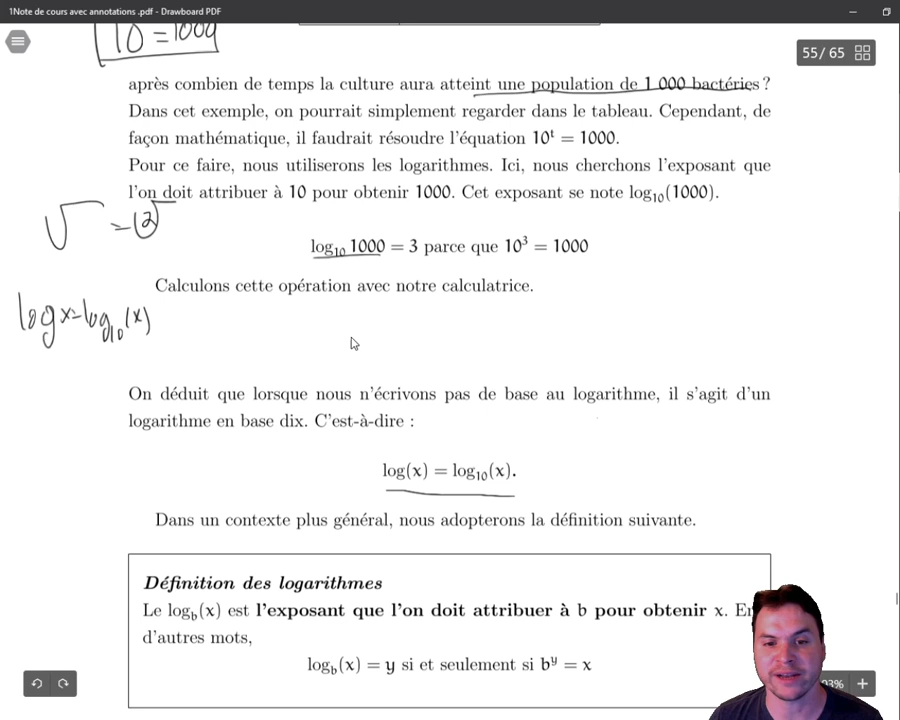 1Note de cours avec annotations .pdf - Drawboard PDF
10 = 1000
55 / 65
après combien de temps la culture aura atteint une population de 1 000 bactéries ?
Dans cet exemple, on pourrait simplement regarder dans le tableau. Cependant, de
façon mathématique, il faudrait résoudre l'équation 10ᵗ = 1000.
Pour ce faire, nous utiliserons les logarithmes. Ici, nous cherchons l'exposant que
l'on doit attribuer à 10 pour obtenir 1000. Cet exposant se note log₁₀(1000).
√ = ②√
log₁₀ 1000 = 3 parce que 10³ = 1000
Calculons cette opération avec notre calculatrice.
log x = log₁₀(x)
On déduit que lorsque nous n'écrivons pas de base au logarithme, il s'agit d'un
logarithme en base dix. C'est-à-dire :
log(x) = log₁₀(x).
Dans un contexte plus général, nous adopterons la définition suivante.
Définition des logarithmes
Le log_b(x) est l'exposant que l'on doit attribuer à b pour obtenir x. En
d'autres mots,
log_b(x) = y si et seulement si bʸ = x
93%